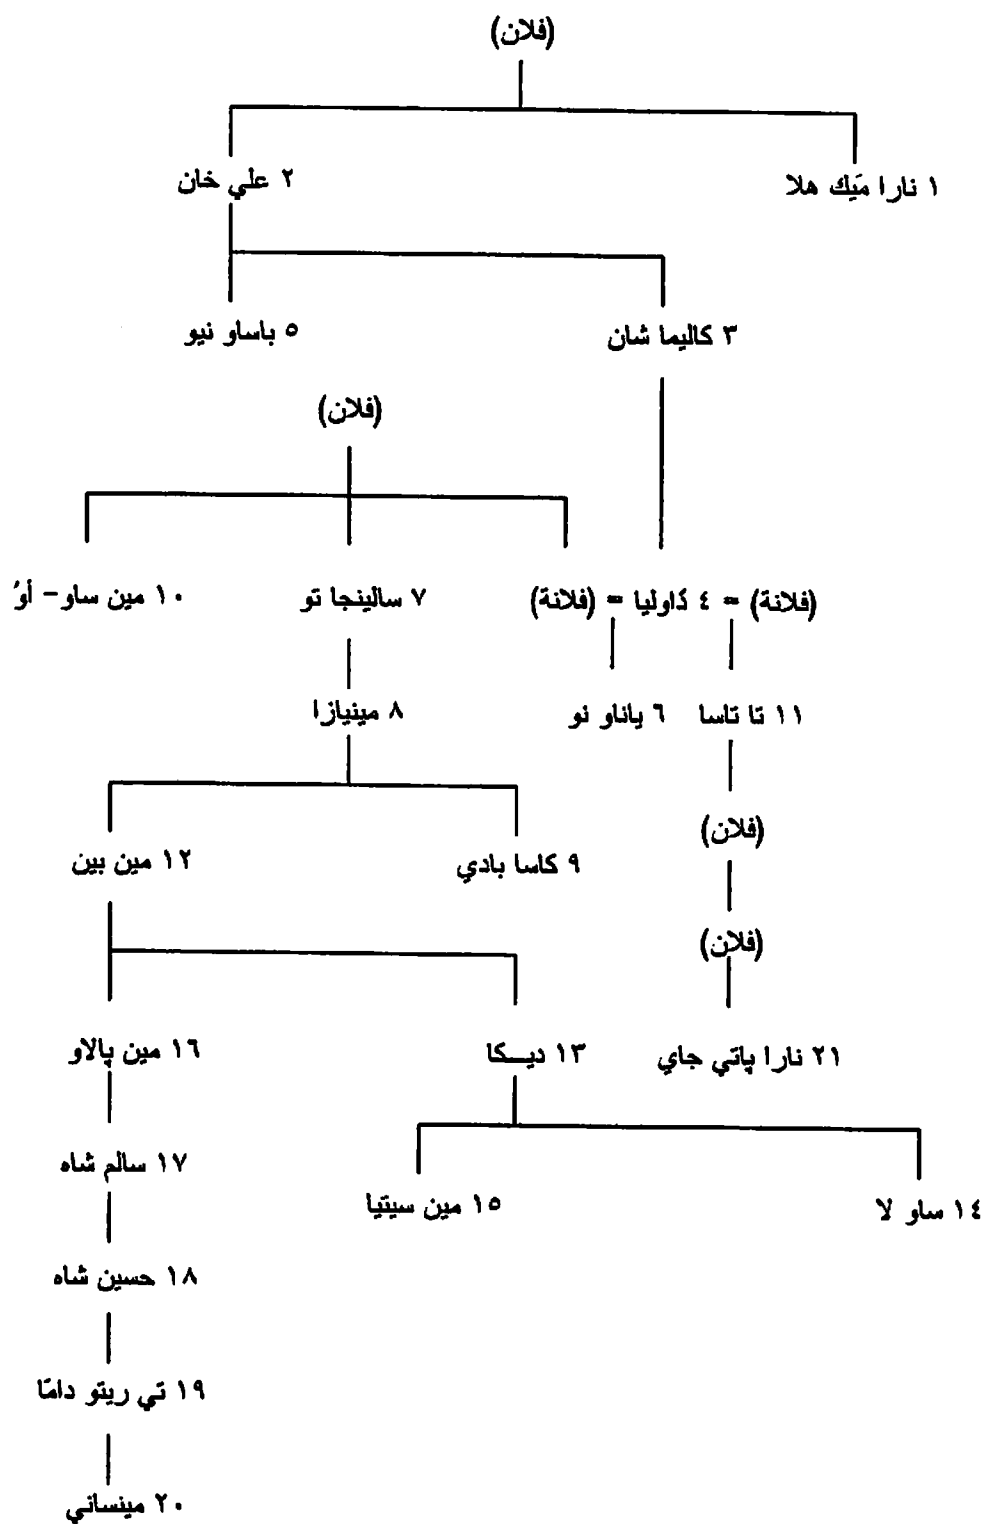 (فلان)
١ نارا مَيك هلا
٢ علي خان
٣ كاليما شان
٥ باساو نيو
(فلان)
(فلانة) = ٤ داوليا = (فلانة)
٧ سالينجا تو
١٠ مين ساو- أو
١١ تا تاسا
٦ ياناو نو
٨ مينيازا
(فلان)
٩ كاسا بادي
١٢ مين بين
(فلان)
٢١ نارا پاتي جاي
١٣ ديـكا
١٦ مين پالاو
١٤ ساو لا
١٥ مين سيتيا
١٧ سالم شاه
١٨ حسين شاه
١٩ تي ريتو دامّا
٢٠ مينساني